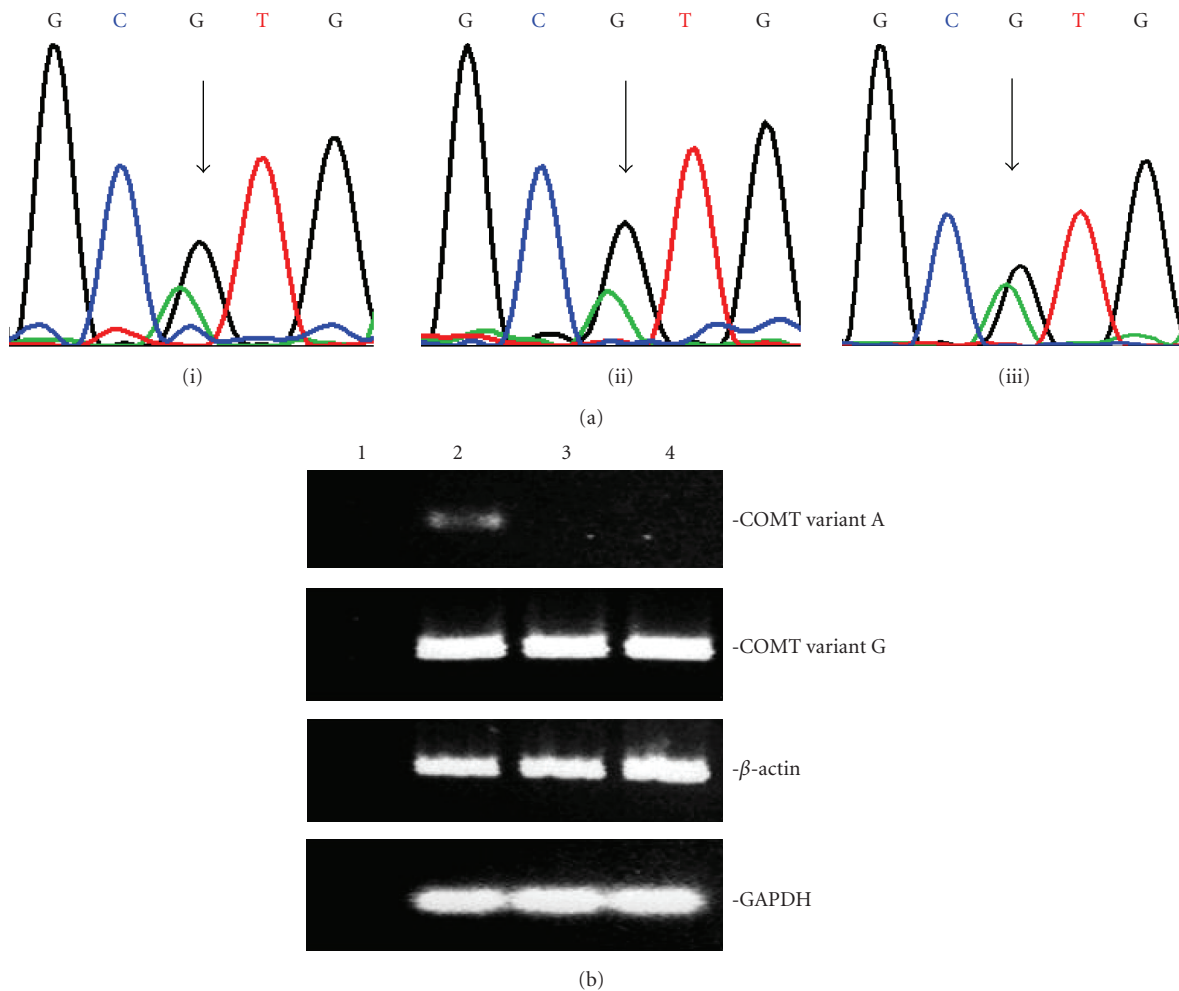 G C G T G G C G T G G C G T G
(i) (ii) (iii)
(a)
1 2 3 4
-COMT variant A
-COMT variant G
-β-actin
-GAPDH
(b)